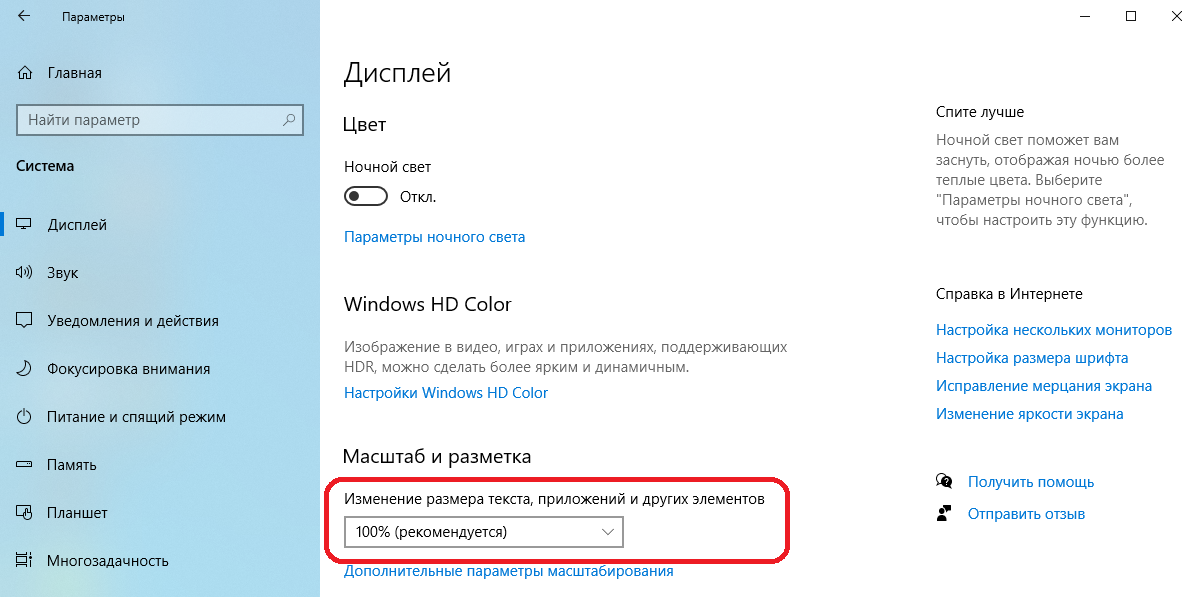 Параметры
Главная
Найти параметр
Система
Дисплей
Звук
Уведомления и действия
Фокусировка внимания
Питание и спящий режим
Память
Планшет
Многозадачность
Дисплей
Цвет
Ночной свет
Откл.
Параметры ночного света
Windows HD Color
Изображение в видео, играх и приложениях, поддерживающих
HDR, можно сделать более ярким и динамичным.
Настройки Windows HD Color
Масштаб и разметка
Изменение размера текста, приложений и других элементов
100% (рекомендуется)
Дополнительные параметры масштабирования
Спите лучше
Ночной свет поможет вам
заснуть, отображая ночью более
теплые цвета. Выберите
"Параметры ночного света",
чтобы настроить эту функцию.
Справка в Интернете
Настройка нескольких мониторов
Настройка размера шрифта
Исправление мерцания экрана
Изменение яркости экрана
Получить помощь
Отправить отзыв